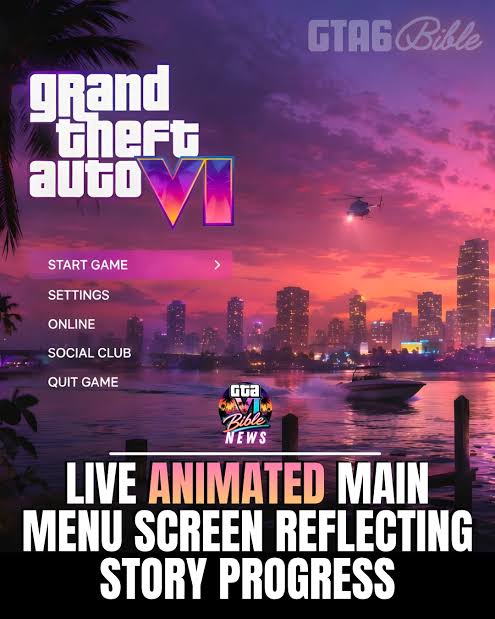 GTA6 Bible
grand
theft
auto VI
START GAME >
SETTINGS
ONLINE
SOCIAL CLUB
QUIT GAME
GTA
VI
Bible
NEWS
LIVE ANIMATED MAIN
MENU SCREEN REFLECTING
STORY PROGRESS